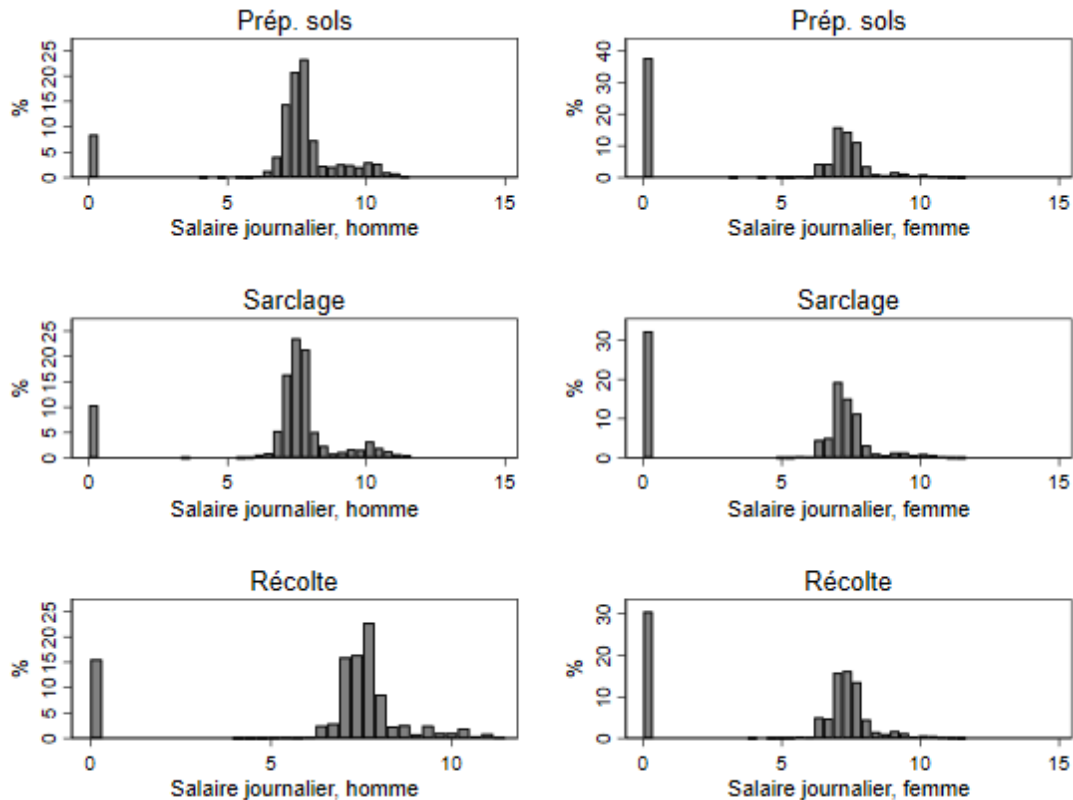 Prép. sols
%
0 5 10 15 20 25
0 5 10 15
Salaire journalier, homme
Prép. sols
%
0 10 20 30 40
0 5 10 15
Salaire journalier, femme
Sarclage
%
0 5 10 15 20 25
0 5 10 15
Salaire journalier, homme
Sarclage
%
0 10 20 30
0 5 10 15
Salaire journalier, femme
Récolte
%
0 5 10 15 20 25
0 5 10
Salaire journalier, homme
Récolte
%
0 10 20 30
0 5 10 15
Salaire journalier, femme